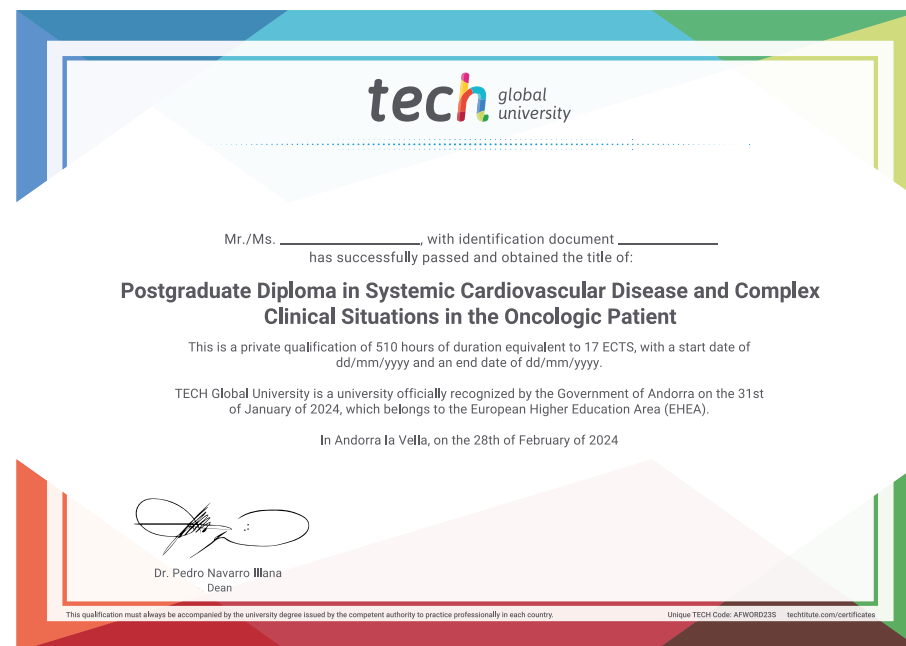 tech global university
Mr./Ms. ____________________, with identification document ______________
has successfully passed and obtained the title of:
Postgraduate Diploma in Systemic Cardiovascular Disease and Complex
Clinical Situations in the Oncologic Patient
This is a private qualification of 510 hours of duration equivalent to 17 ECTS, with a start date of
dd/mm/yyyy and an end date of dd/mm/yyyy.
TECH Global University is a university officially recognized by the Government of Andorra on the 31st
of January of 2024, which belongs to the European Higher Education Area (EHEA).
In Andorra la Vella, on the 28th of February of 2024
Dr. Pedro Navarro Illana
Dean
This qualification must always be accompanied by the university degree issued by the competent authority to practice professionally in each country.
Unique TECH Code: AFWORD23S techtitute.com/certificates